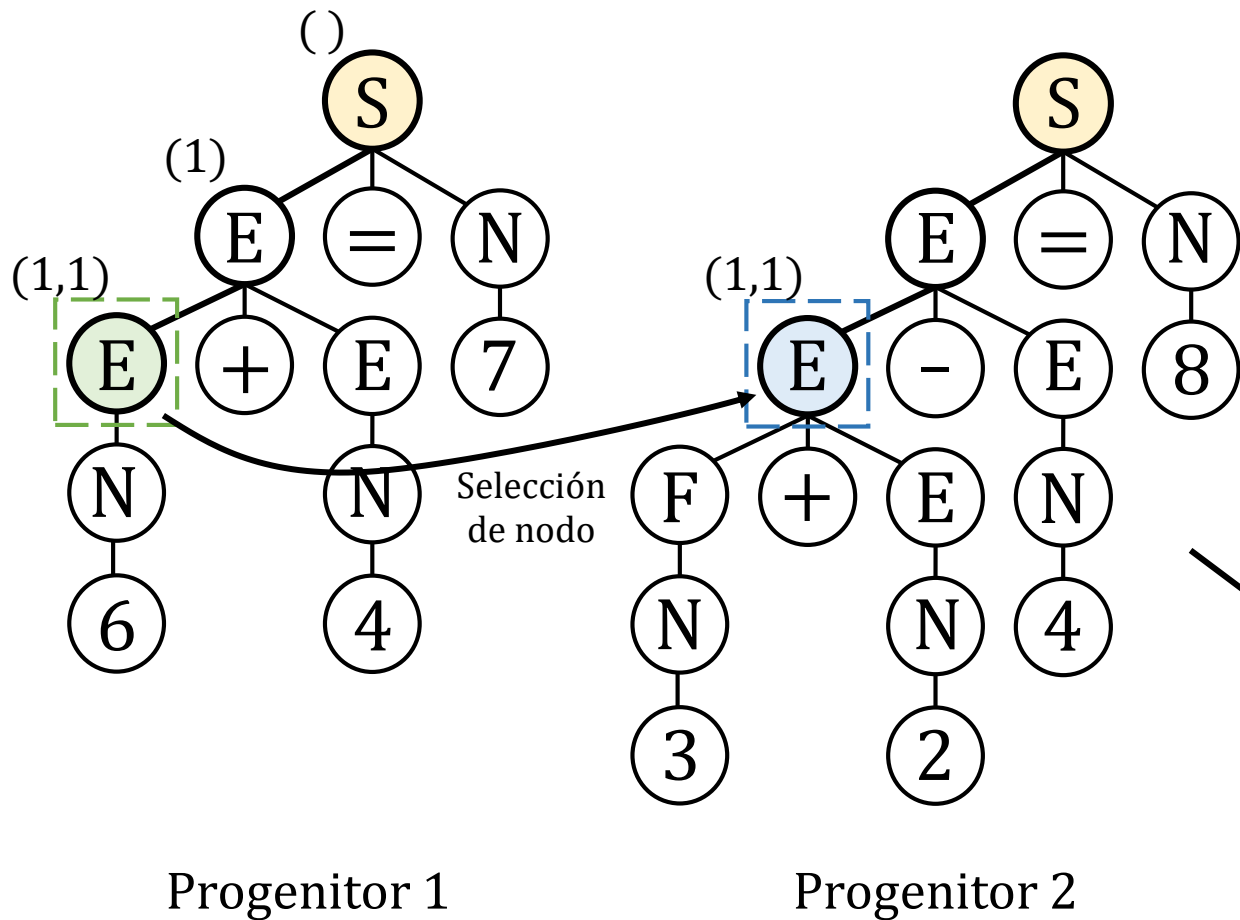 ( )
S
S
(1)
E = N
E = N
(1,1)
(1,1)
E + E 7
E - E 8
N N
Selección
de nodo
F + E N
6 4
N N 4
3 2
Progenitor 1
Progenitor 2